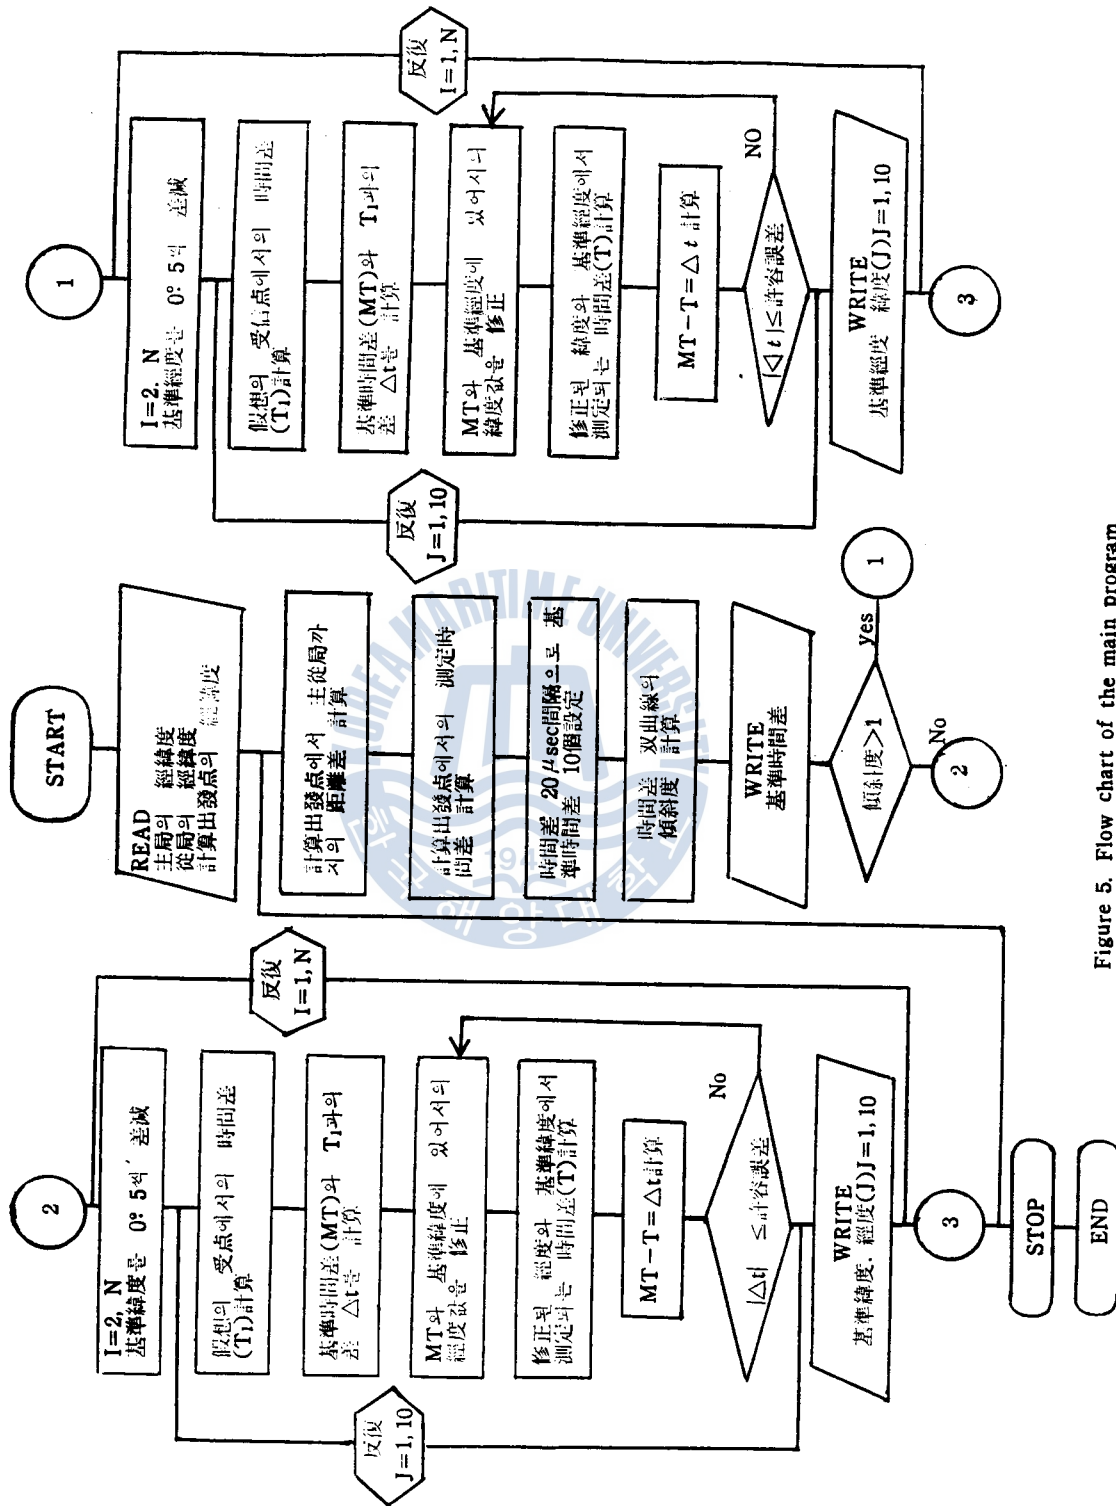 START
READ
主局의 經緯度
從局의 經緯度
計算出發点의 經緯度
計算出發点에서 主從局까
지의 距離差 計算
計算出發点에서의 測定時
間差 計算
時間差 20μsec間隔으로 基
準時間差 10個設定
時間差 双曲線의
傾斜度 計算
WRITE
基準時間差
傾斜度>1
yes
1
No
2
1
I=2. N
基準經度를 0°.5씩 差減
假想의 受信点에서의 時間差
(T1)計算
基準時間差(MT)와 T1과의
差 △t를 計算
MT와 基準經度에 있어서의
緯度값을 修正
修正된 緯度와 基準經度에서
測定되는 時間差(T)計算
MT-T=△t 計算
|△t|≤許容誤差
NO
WRITE
基準經度 緯度(J)J=1,10
3
反復
I=1, N
反復
J=1, 10
2
I=2, N
基準緯度를 0°.5씩 差減
假想의 受点에서의 時間差
(T1)計算
基準時間差(MT)와 T1과의
差 △t를 計算
MT와 基準緯度에 있어서의
經度값을 修正
修正된 經度와 基準緯度에서
測定되는 時間差(T)計算
MT-T=△t計算
|△t| ≤許容誤差
No
WRITE
基準緯度. 經度(J)J=1,10
3
反復
I=1, N
反復
J=1, 10
STOP
END
Figure 5. Flow chart of the main program
KOREA MARITIME UNIVERSITY
한국해양대학교